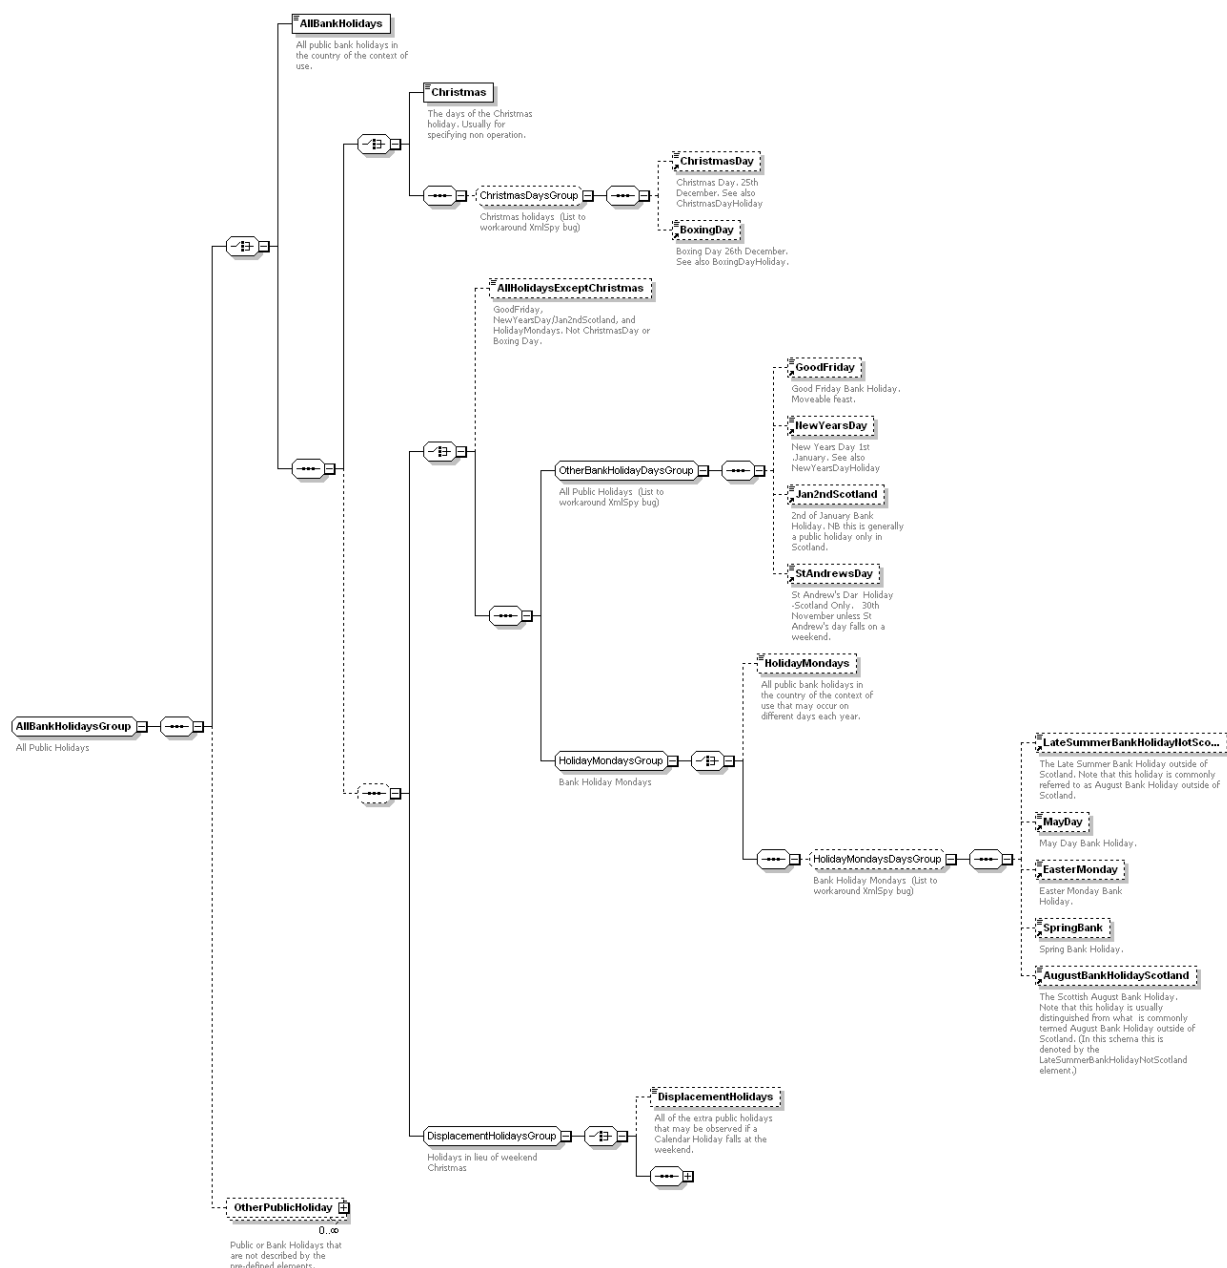 AllBankHolidays
All public bank holidays in
the country of the context of
use.
Christmas
The days of the Christmas
holiday. Usually for
specifying non operation.
ChristmasDay
Christmas Day. 25th
December. See also
ChristmasDayHoliday
ChristmasDaysGroup
Christmas holidays (List to
workaround XmlSpy bug)
BoxingDay
Boxing Day 26th December.
See also BoxingDayHoliday.
AllHolidaysExceptChristmas
GoodFriday,
NewYearsDay/Jan2ndScotland, and
HolidayMondays. Not ChristmasDay or
Boxing Day.
GoodFriday
Good Friday Bank Holiday.
Moveable feast.
NewYearsDay
New Years Day 1st
.January. See also
NewYearsDayHoliday
OtherBankHolidayDaysGroup
All Public Holidays (List to
workaround XmlSpy bug)
Jan2ndScotland
2nd of January Bank
Holiday. NB this is generally
a public holiday only in
Scotland.
StAndrewsDay
St Andrew's Dar Holiday
-Scotland Only. 30th
November unless St
Andrew's day falls on a
weekend.
HolidayMondays
All public bank holidays in
the country of the context of
use that may occur on
different days each year.
AllBankHolidaysGroup
All Public Holidays
HolidayMondaysGroup
Bank Holiday Mondays
LateSummerBankHolidayNotSco...
The Late Summer Bank Holiday outside of
Scotland. Note that this holiday is commonly
referred to as August Bank Holiday outside of
Scotland.
MayDay
May Day Bank Holiday.
HolidayMondaysDaysGroup
Bank Holiday Mondays (List to
workaround XmlSpy bug)
EasterMonday
Easter Monday Bank
Holiday.
SpringBank
Spring Bank Holiday.
AugustBankHolidayScotland
The Scottish August Bank Holiday.
Note that this holiday is usually
distinguished from what is commonly
termed August Bank Holiday outside of
Scotland. (In this schema this is
denoted by the
LateSummerBankHolidayNotScotland
element.)
DisplacementHolidays
All of the extra public holidays
that may be observed if a
Calendar Holiday falls at the
weekend.
DisplacementHolidaysGroup
Holidays in lieu of weekend
Christmas
OtherPublicHoliday
0..∞
Public or Bank Holidays that
are not described by the
pre-defined elements.